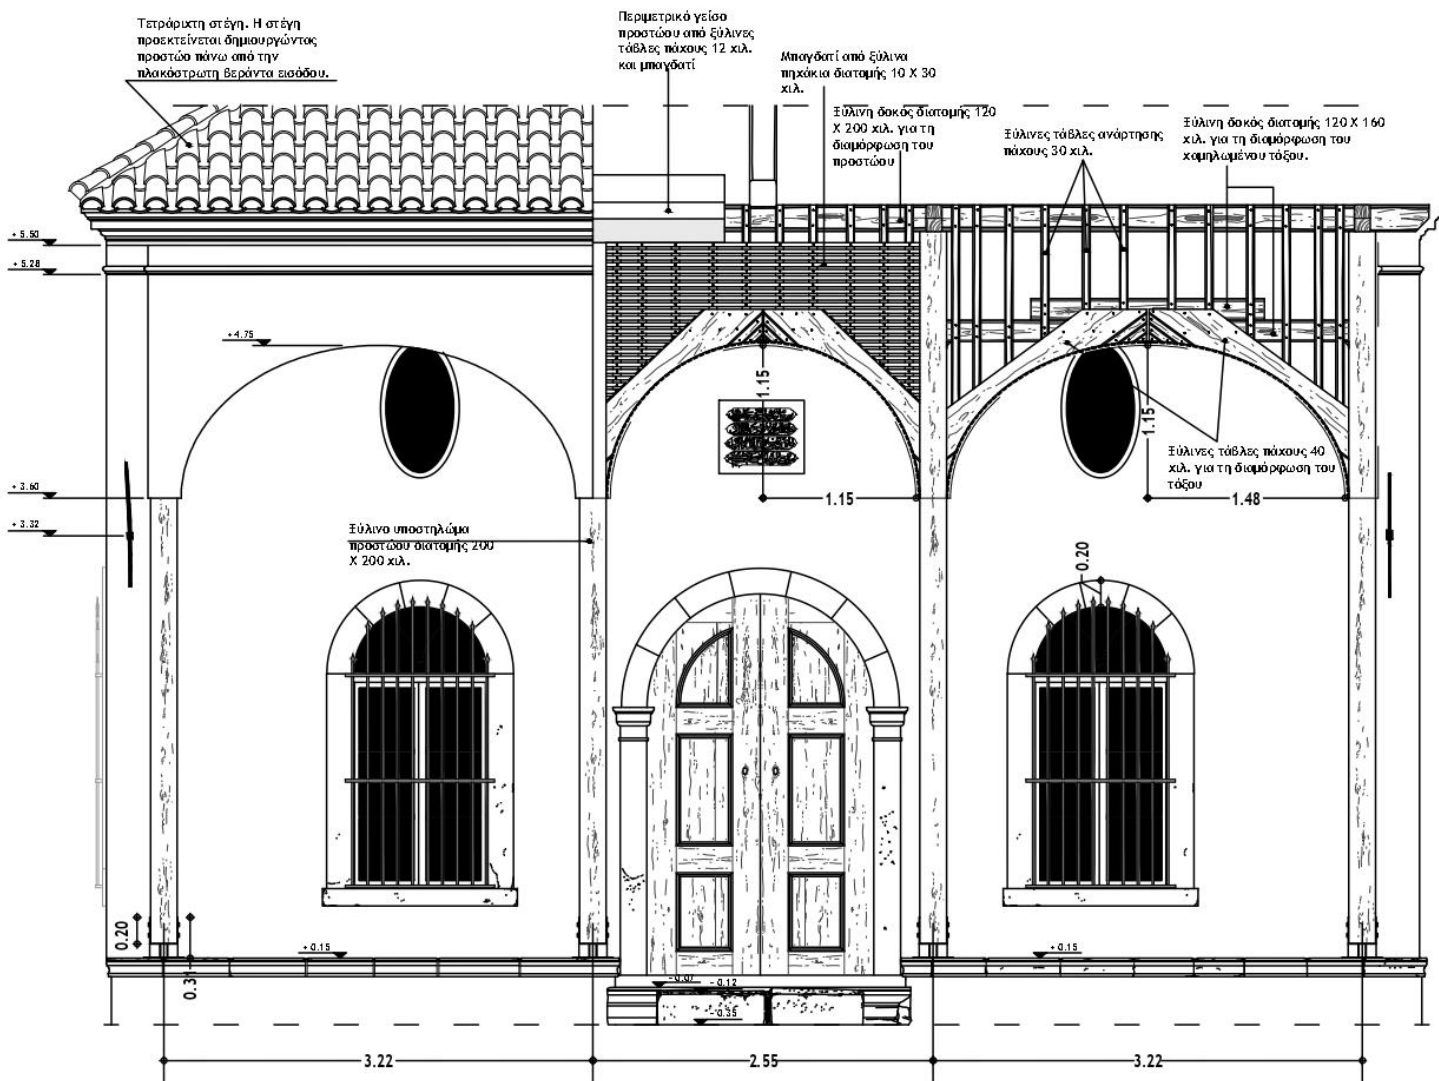 Τετράριχτη στέγη. Η στέγη
προεκτείνεται δημιουργώντας
προστώο πάνω από την
πλακόστρωτη βεράντα εισόδου.
Περιμετρικό γείσο
προστώου από ξύλινες
τάβλες πάχους 12 χιλ.
και μπαγδατί
Μπαγδατί από ξύλινα
πηχάκια διατομής 10 Χ 30
χιλ.
Ξύλινη δοκός διατομής 120
Χ 200 χιλ. για τη
διαμόρφωση του
προστώου
Ξύλινες τάβλες ανάρτησης
πάχους 30 χιλ.
Ξύλινη δοκός διατομής 120 Χ 160
χιλ. για τη διαμόρφωση του
χαμηλωμένου τόξου.
+ 5.50
+ 5.28
+ 4.75
1.15
1.15
Ξύλινες τάβλες πάχους 40
χιλ. για τη διαμόρφωση του
τόξου
+ 3.60
1.15
1.48
+ 3.32
Ξύλινο υποστηλώμα
προστώου διατομής 200
Χ 200 χιλ.
0.20
0.20
0.31
+ 0.15
+ 0.15
- 0.07
- 0.12
- 0.35
3.22
2.55
3.22